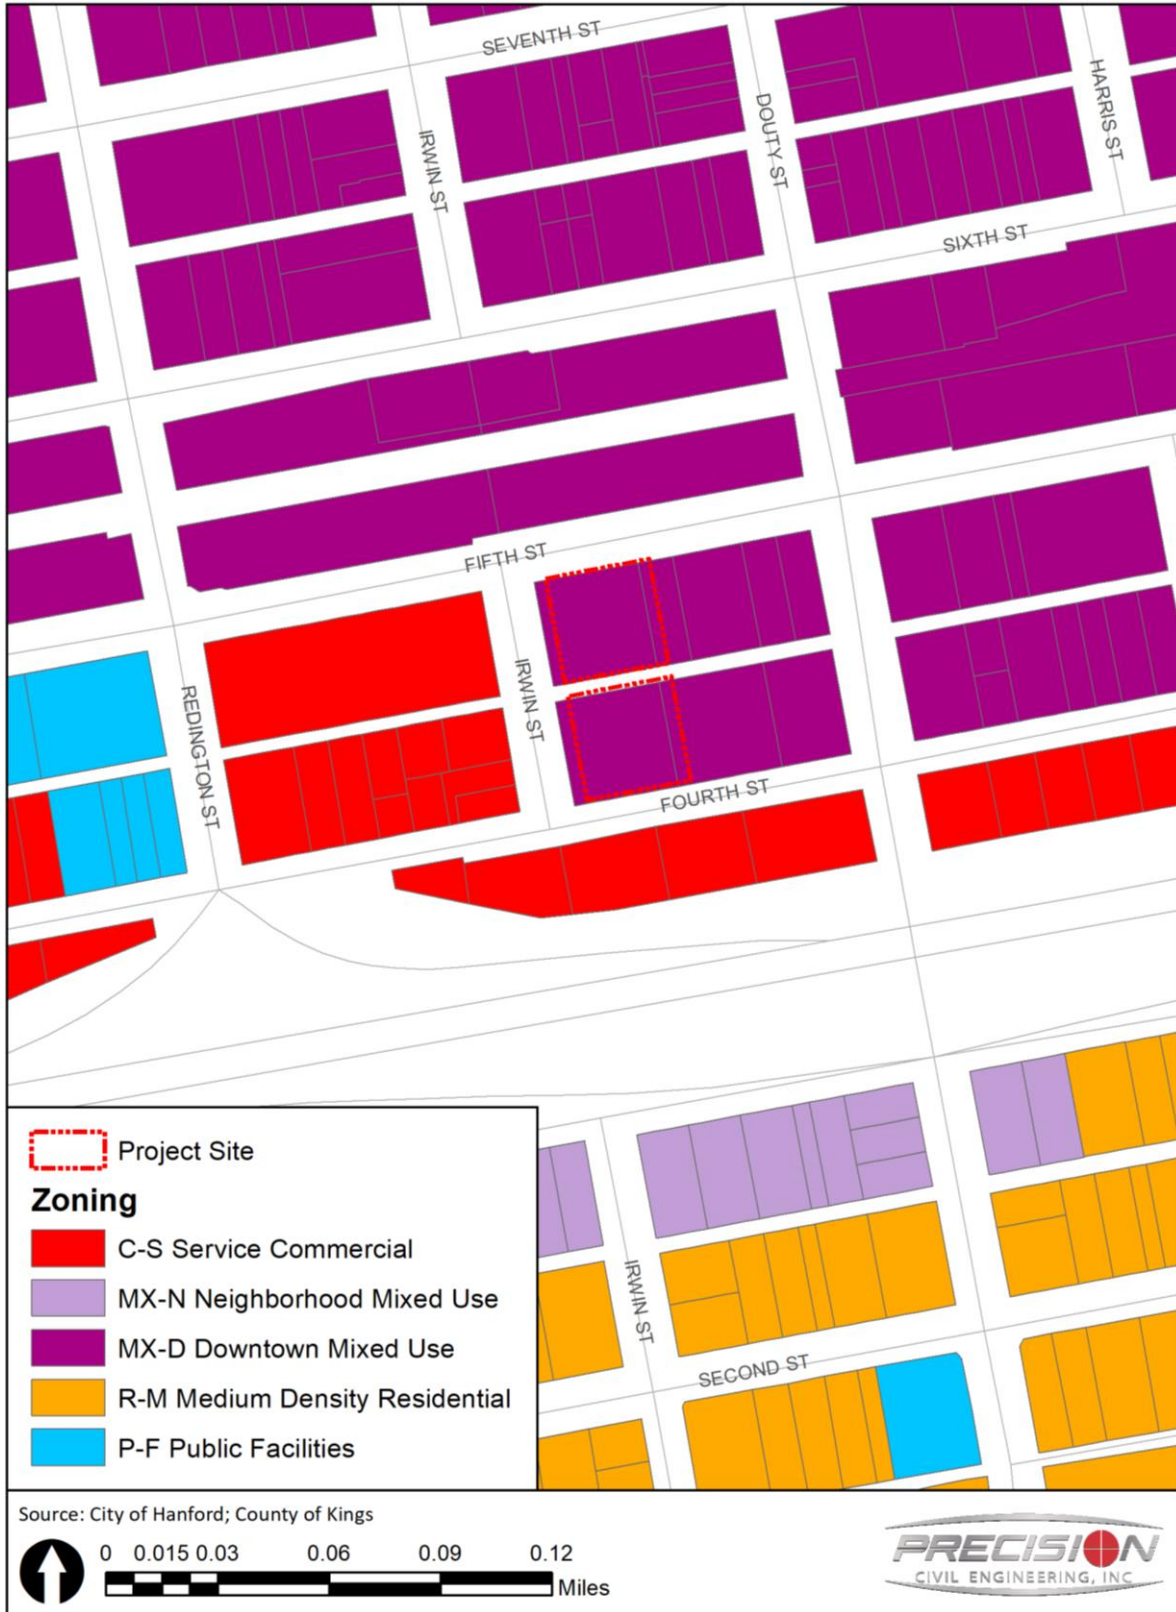 SEVENTH ST
IRWIN ST
DOUTY ST
HARRIS ST
SIXTH ST
FIFTH ST
IRWIN ST
REDINGTON ST
FOURTH ST
IRWIN ST
SECOND ST
Project Site
Zoning
C-S Service Commercial
MX-N Neighborhood Mixed Use
MX-D Downtown Mixed Use
R-M Medium Density Residential
P-F Public Facilities
Source: City of Hanford; County of Kings
0 0.015 0.03 0.06 0.09 0.12
Miles
PRECISION
CIVIL ENGINEERING, INC